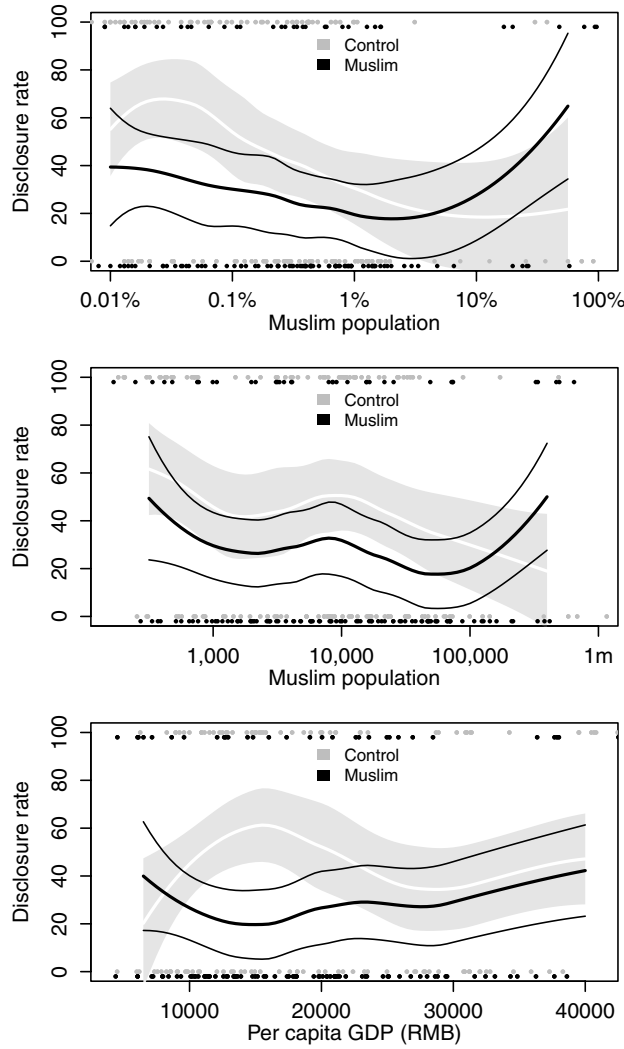 Disclosure rate
0 20 40 60 80 100
Control
Muslim
0.01% 0.1% 1% 10% 100%
Muslim population
Disclosure rate
0 20 40 60 80 100
Control
Muslim
1,000 10,000 100,000 1m
Muslim population
Disclosure rate
0 20 40 60 80 100
Control
Muslim
10000 20000 30000 40000
Per capita GDP (RMB)